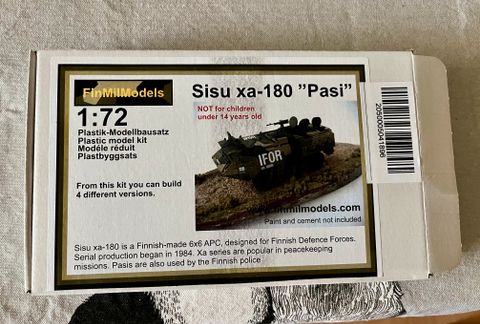 FinMilModels
Sisu xa-180 ”Pasi”
1:72
Plastik-Modellbausatz
Plastic model kit
Modéle réduit
Plastbyggsats
NOT for children
under 14 years old
IFOR
From this kit you can build
4 different versions.
finmilmodels.com
Paint and cement not included
Sisu xa-180 is a Finnish-made 6x6 APC, designed for Finnish Defence Forces.
Serial production began in 1984. Xa series are popular in peacekeeping
missions. Pasis are also used by the Finnish police
2050005041896